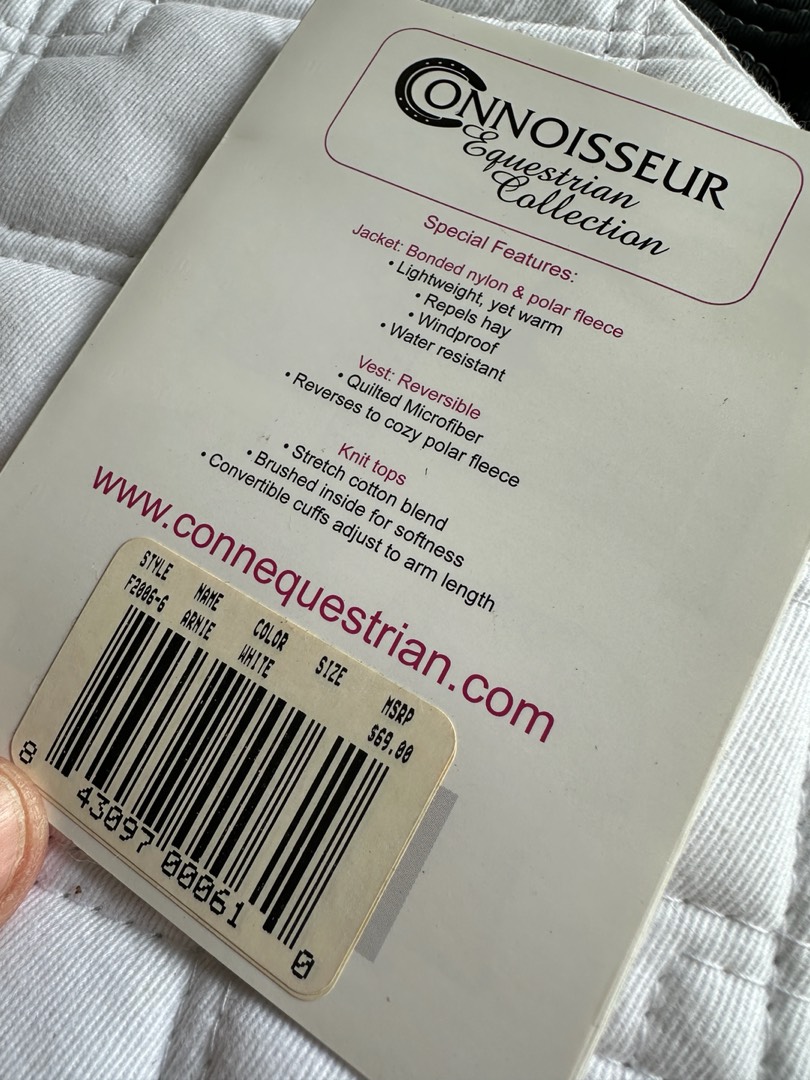 CONNOISSEUR
Equestrian
Collection
Special Features:
Jacket: Bonded nylon & polar fleece
• Lightweight, yet warm
• Repels hay
• Windproof
• Water resistant
Vest: Reversible
• Quilted Microfiber
• Reverses to cozy polar fleece
Knit tops
• Stretch cotton blend
• Brushed inside for softness
• Convertible cuffs adjust to arm length
www.connequestrian.com
STYLE NAME COLOR SIZE MSRP
F2006-6 ARNIE WHITE $69.00
8 43097 00061 0